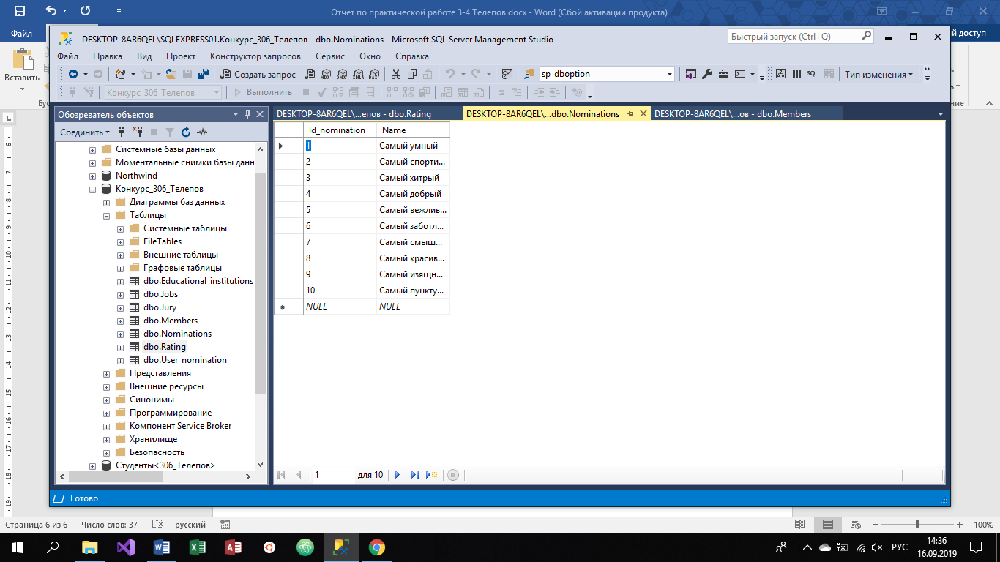 Отчёт по практической работе 3-4 Телепов.docx - Word (Сбой активации продукта)
Файл
й доступ
Вставить
Бус
ние
DESKTOP-8AR6QEL\SQLEXPRESS01.Конкурс_306_Телепов - dbo.Nominations - Microsoft SQL Server Management Studio
Быстрый запуск (Ctrl+Q)
Файл Правка Вид Проект Конструктор запросов Сервис Окно Справка
Создать запрос MDX DMX XMLA DAX sp_dboption SQL Тип изменения
Конкурс_306_Телепов Выполнить
Обозреватель объектов
Соединить
Системные базы данных
Моментальные снимки базы данн
Northwind
Конкурс_306_Телепов
Диаграммы баз данных
Таблицы
Системные таблицы
FileTables
Внешние таблицы
Графовые таблицы
dbo.Educational_institutions
dbo.Jobs
dbo.Jury
dbo.Members
dbo.Nominations
dbo.Rating
dbo.User_nomination
Представления
Внешние ресурсы
Синонимы
Программирование
Компонент Service Broker
Хранилище
Безопасность
Студенты<306_Телепов>
DESKTOP-8AR6QEL\...епов - dbo.Rating DESKTOP-8AR6QEL\...dbo.Nominations DESKTOP-8AR6QEL\...ов - dbo.Members
Id_nomination Name
1 Самый умный
2 Самый спорти...
3 Самый хитрый
4 Самый добрый
5 Самый вежлив...
6 Самый заботл...
7 Самый смыш...
8 Самый красив...
9 Самый изящн...
10 Самый пункту...
NULL NULL
1 для 10
Готово
Страница 6 из 6 Число слов: 37 русский 100%
РУС
14:36
16.09.2019